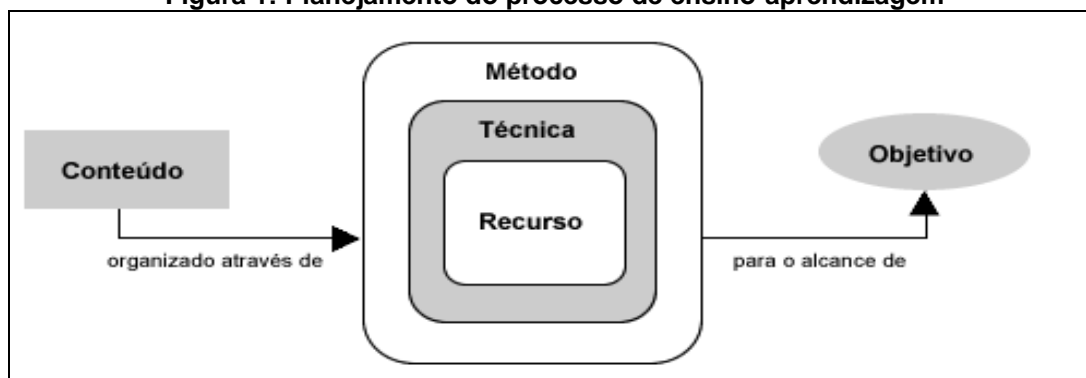 Figura 1: Planejamento do processo de ensino-aprendizagem
Método
Técnica
Recurso
Conteúdo
organizado através de
Objetivo
para o alcance de